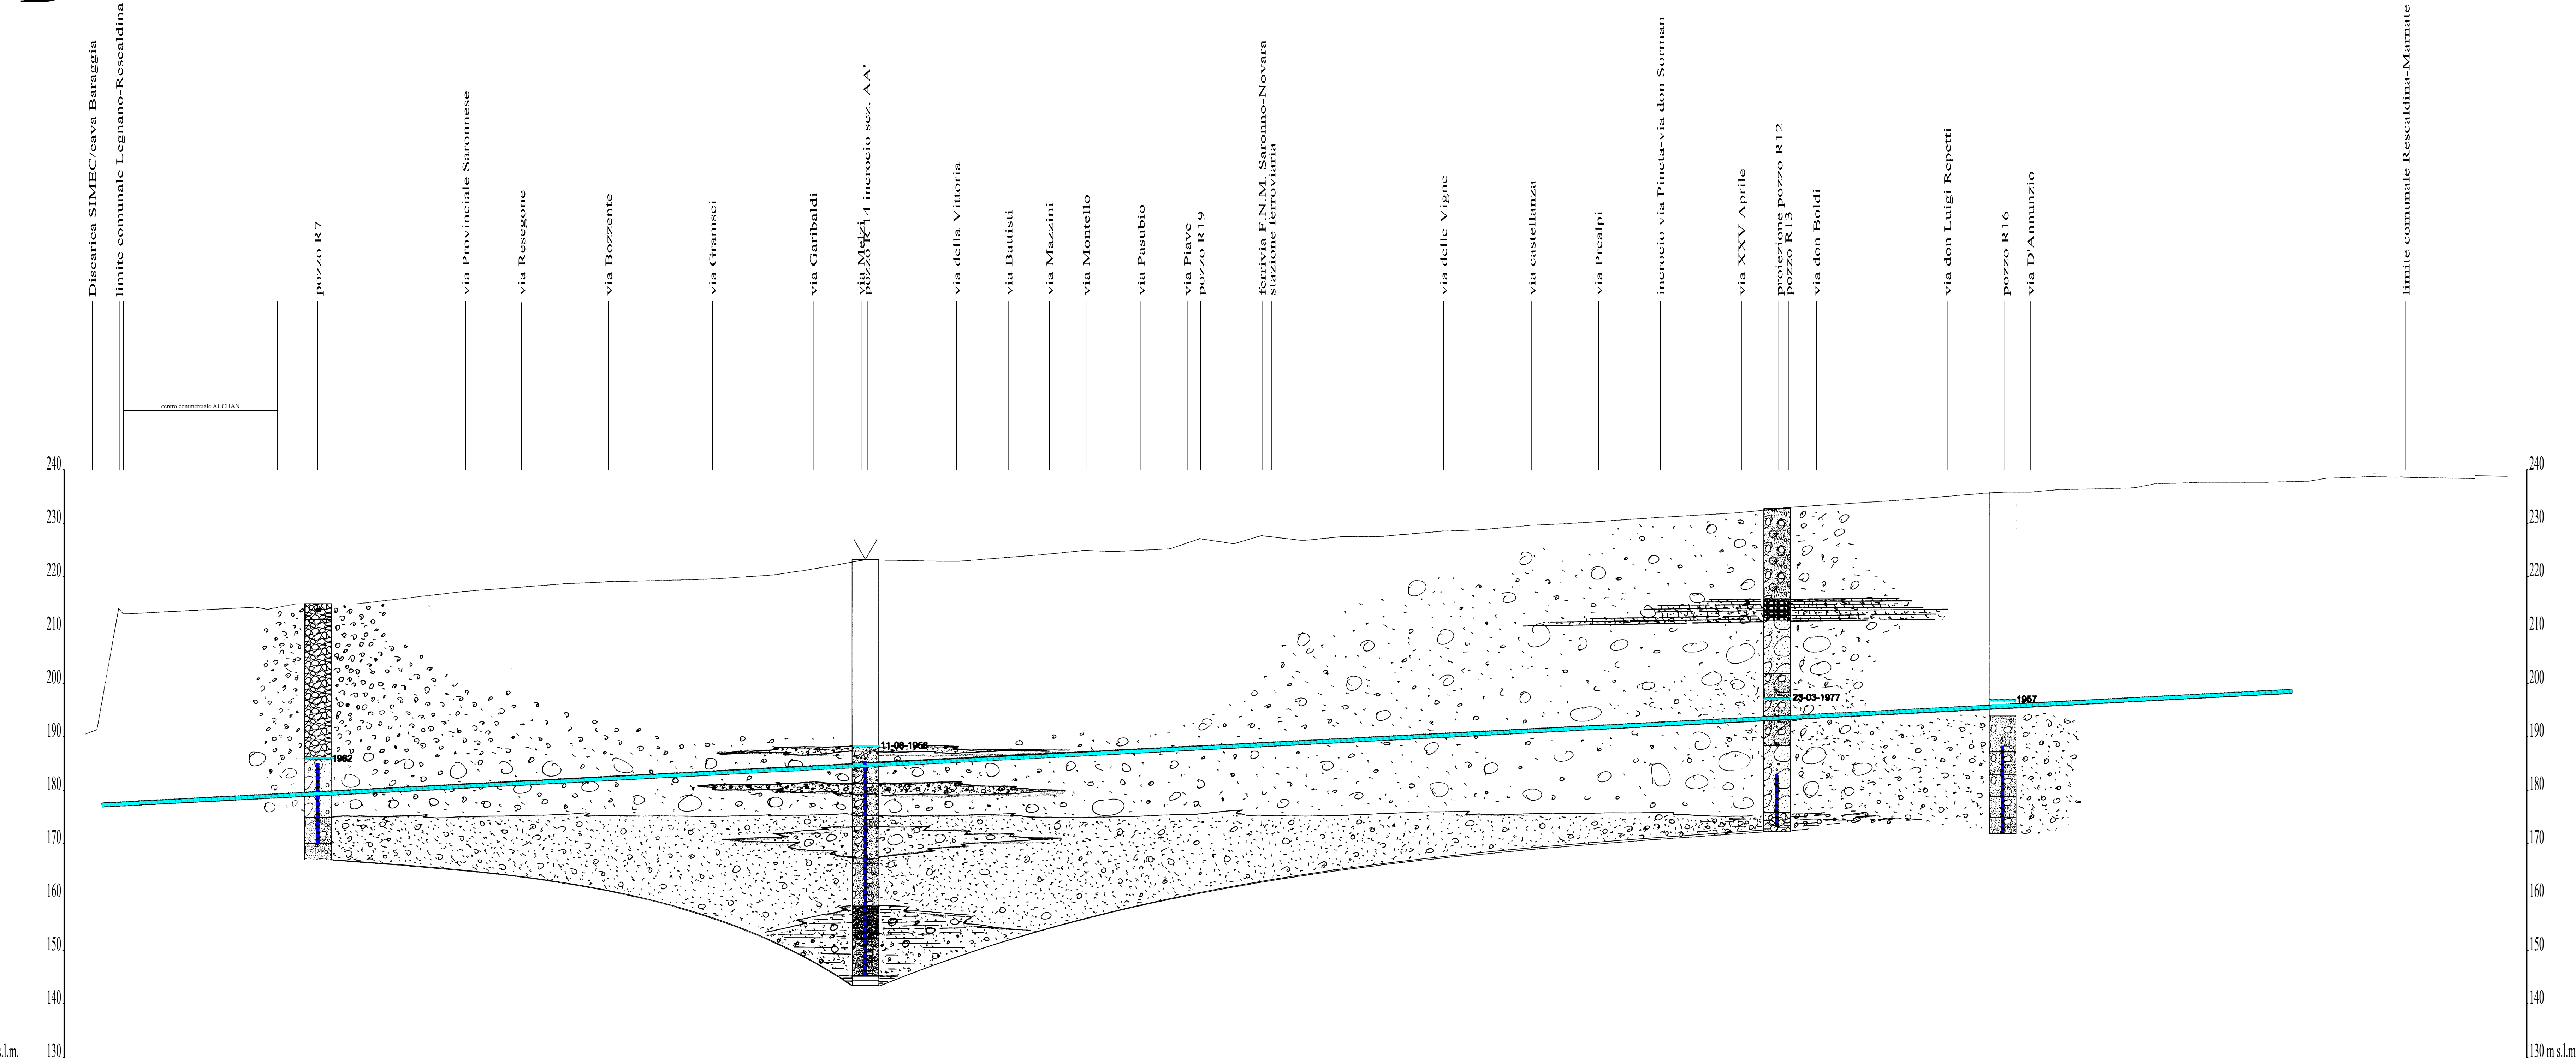 Discarica SIMEC/cava Baraggia
limite comunale Legnano-Rescaldina
pozzo R7
via Provinciale Saronnese
via Resegone
via Bozzente
via Gramsci
via Garibaldi
via Melzi
pozzo R 14 incrocio sez. AA'
via della Vittoria
via Battisti
via Mazzini
via Montello
via Pasubio
via Piave
pozzo R19
ferrivia F.N.M. Saronno-Novara
stazione ferroviaria
via delle Vigne
via castellanza
via Prealpi
incrocio via Pineta-via don Sorman
via XXV Aprile
proiezione pozzo R12
pozzo R13
via don Boldi
via don Luigi Repetti
pozzo R16
via D'Annunzio
limite comunale Rescaldina-Marnate
centro commerciale AUCHAN
240
230
220
210
200
190
180
170
160
150
140
s.l.m. 130
1982
11-06-1958
23-03-1977
1957
240
230
220
210
200
190
180
170
160
150
140
130 m s.l.m